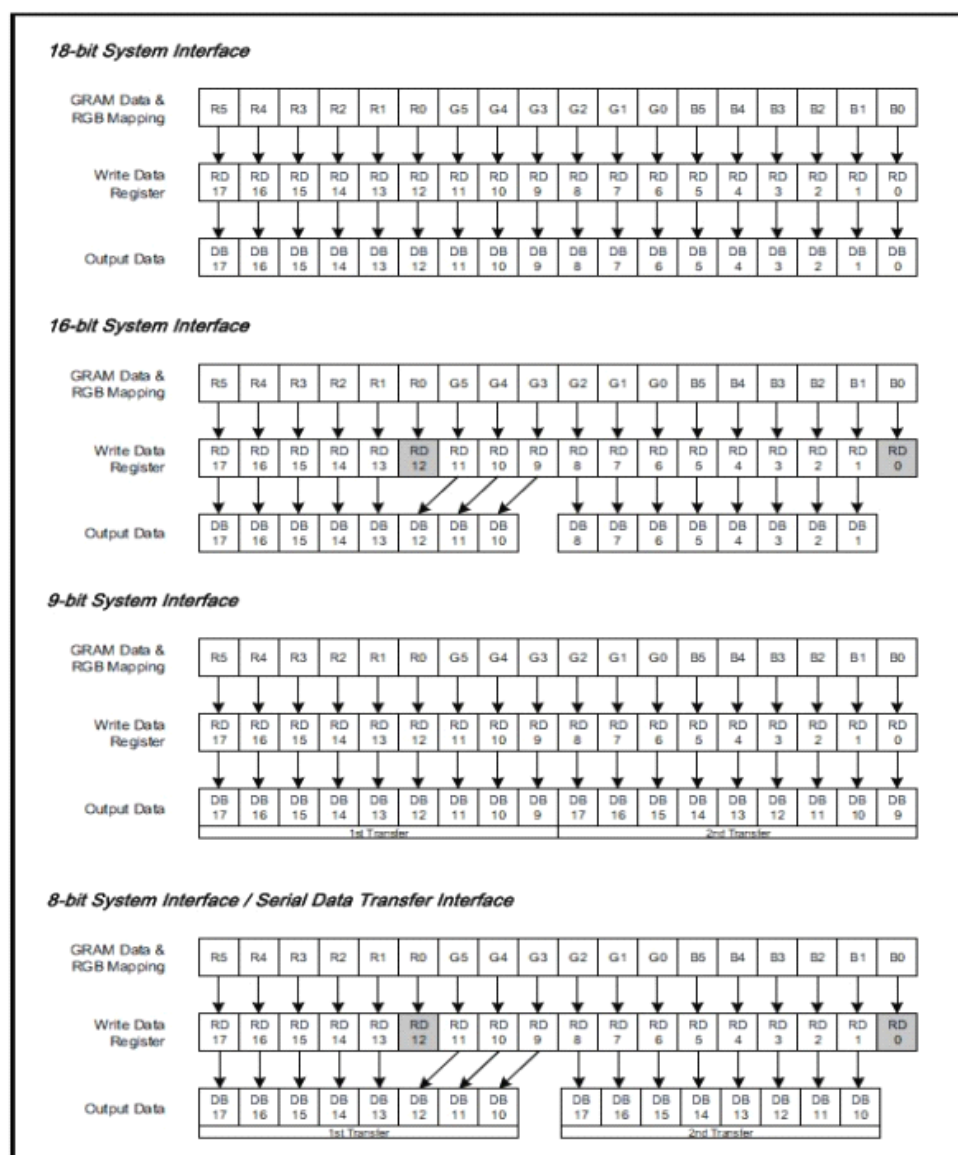 18-bit System Interface
GRAM Data &
RGB Mapping
R5 R4 R3 R2 R1 R0 G5 G4 G3 G2 G1 G0 B5 B4 B3 B2 B1 B0
Write Data
Register
RD RD RD RD RD RD RD RD RD RD RD RD RD RD RD RD RD RD
17 16 15 14 13 12 11 10 9 8 7 6 5 4 3 2 1 0
Output Data
DB DB DB DB DB DB DB DB DB DB DB DB DB DB DB DB DB DB
17 16 15 14 13 12 11 10 9 8 7 6 5 4 3 2 1 0
16-bit System Interface
GRAM Data &
RGB Mapping
R5 R4 R3 R2 R1 R0 G5 G4 G3 G2 G1 G0 B5 B4 B3 B2 B1 B0
Write Data
Register
RD RD RD RD RD RD RD RD RD RD RD RD RD RD RD RD RD RD
17 16 15 14 13 12 11 10 9 8 7 6 5 4 3 2 1 0
Output Data
DB DB DB DB DB DB DB DB DB DB DB DB DB DB DB DB
17 16 15 14 13 12 11 10 8 7 6 5 4 3 2 1
9-bit System Interface
GRAM Data &
RGB Mapping
R5 R4 R3 R2 R1 R0 G5 G4 G3 G2 G1 G0 B5 B4 B3 B2 B1 B0
Write Data
Register
RD RD RD RD RD RD RD RD RD RD RD RD RD RD RD RD RD RD
17 16 15 14 13 12 11 10 9 8 7 6 5 4 3 2 1 0
Output Data
DB DB DB DB DB DB DB DB DB DB DB DB DB DB DB DB DB DB
17 16 15 14 13 12 11 10 9 17 16 15 14 13 12 11 10 9
1st Transfer 2nd Transfer
8-bit System Interface / Serial Data Transfer Interface
GRAM Data &
RGB Mapping
R5 R4 R3 R2 R1 R0 G5 G4 G3 G2 G1 G0 B5 B4 B3 B2 B1 B0
Write Data
Register
RD RD RD RD RD RD RD RD RD RD RD RD RD RD RD RD RD RD
17 16 15 14 13 12 11 10 9 8 7 6 5 4 3 2 1 0
Output Data
DB DB DB DB DB DB DB DB DB DB DB DB DB DB DB DB
17 16 15 14 13 12 11 10 17 16 15 14 13 12 11 10
1st Transfer 2nd Transfer